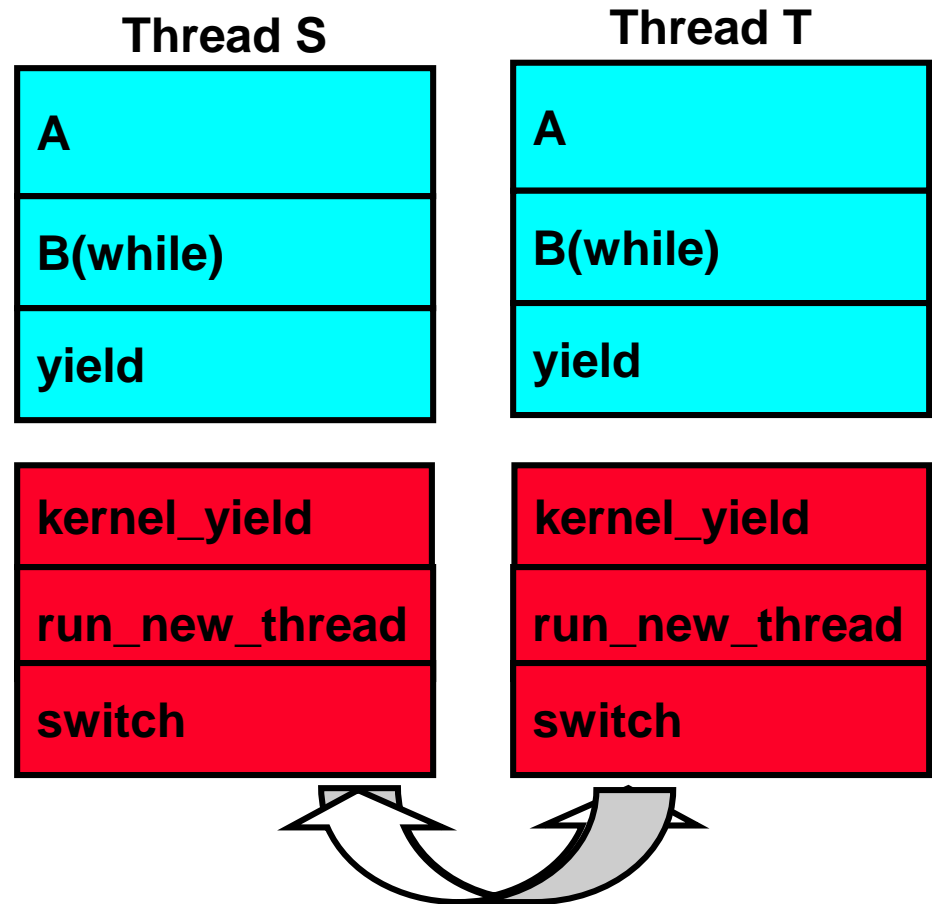 Thread S
A
B(while)
yield
kernel_yield
run_new_thread
switch
Thread T
A
B(while)
yield
kernel_yield
run_new_thread
switch